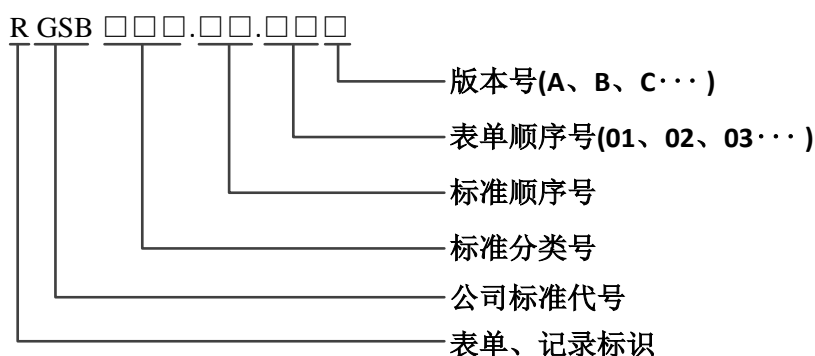 R GSB □□□.□□.□□□
版本号(A、B、C···)
表单顺序号(01、02、03···)
标准顺序号
标准分类号
公司标准代号
表单、记录标识